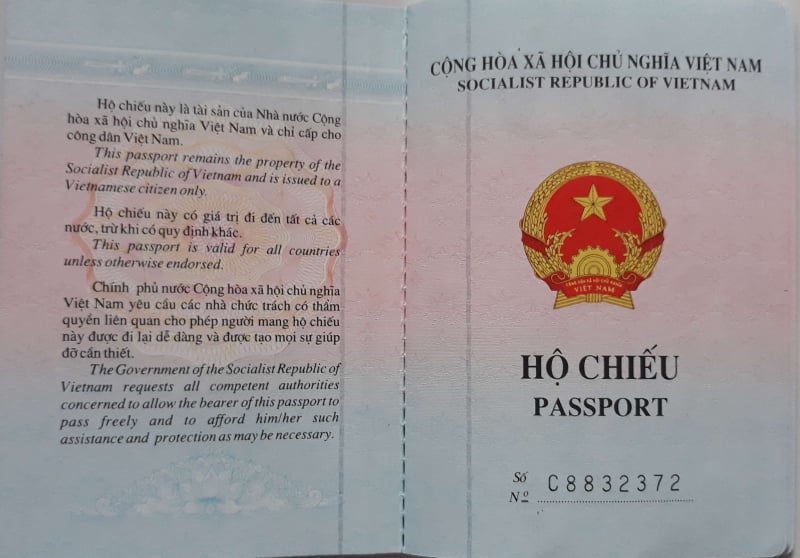 Hộ chiếu này là tài sản của Nhà nước Cộng
hòa xã hội chủ nghĩa Việt Nam và chỉ cấp cho
công dân Việt Nam.
This passport remains the property of the
Socialist Republic of Vietnam and is issued to a
Vietnamese citizen only.
Hộ chiếu này có giá trị đi đến tất cả các
nước, trừ khi có quy định khác.
This passport is valid for all countries
unless otherwise endorsed.
Chính phủ nước Cộng hòa xã hội chủ nghĩa
Việt Nam yêu cầu các nhà chức trách có thẩm
quyền liên quan cho phép người mang hộ chiếu
này được đi lại dễ dàng và được tạo mọi sự giúp
đỡ cần thiết.
The Government of the Socialist Republic of
Vietnam requests all competent authorities
concerned to allow the bearer of this passport to
pass freely and to afford him/her such
assistance and protection as may be necessary.
CỘNG HÒA XÃ HỘI CHỦ NGHĨA VIỆT NAM
SOCIALIST REPUBLIC OF VIETNAM
CỘNG HÒA XÃ HỘI CHỦ NGHĨA
VIỆT NAM
HỘ CHIẾU
PASSPORT
Số
Nº C8832372